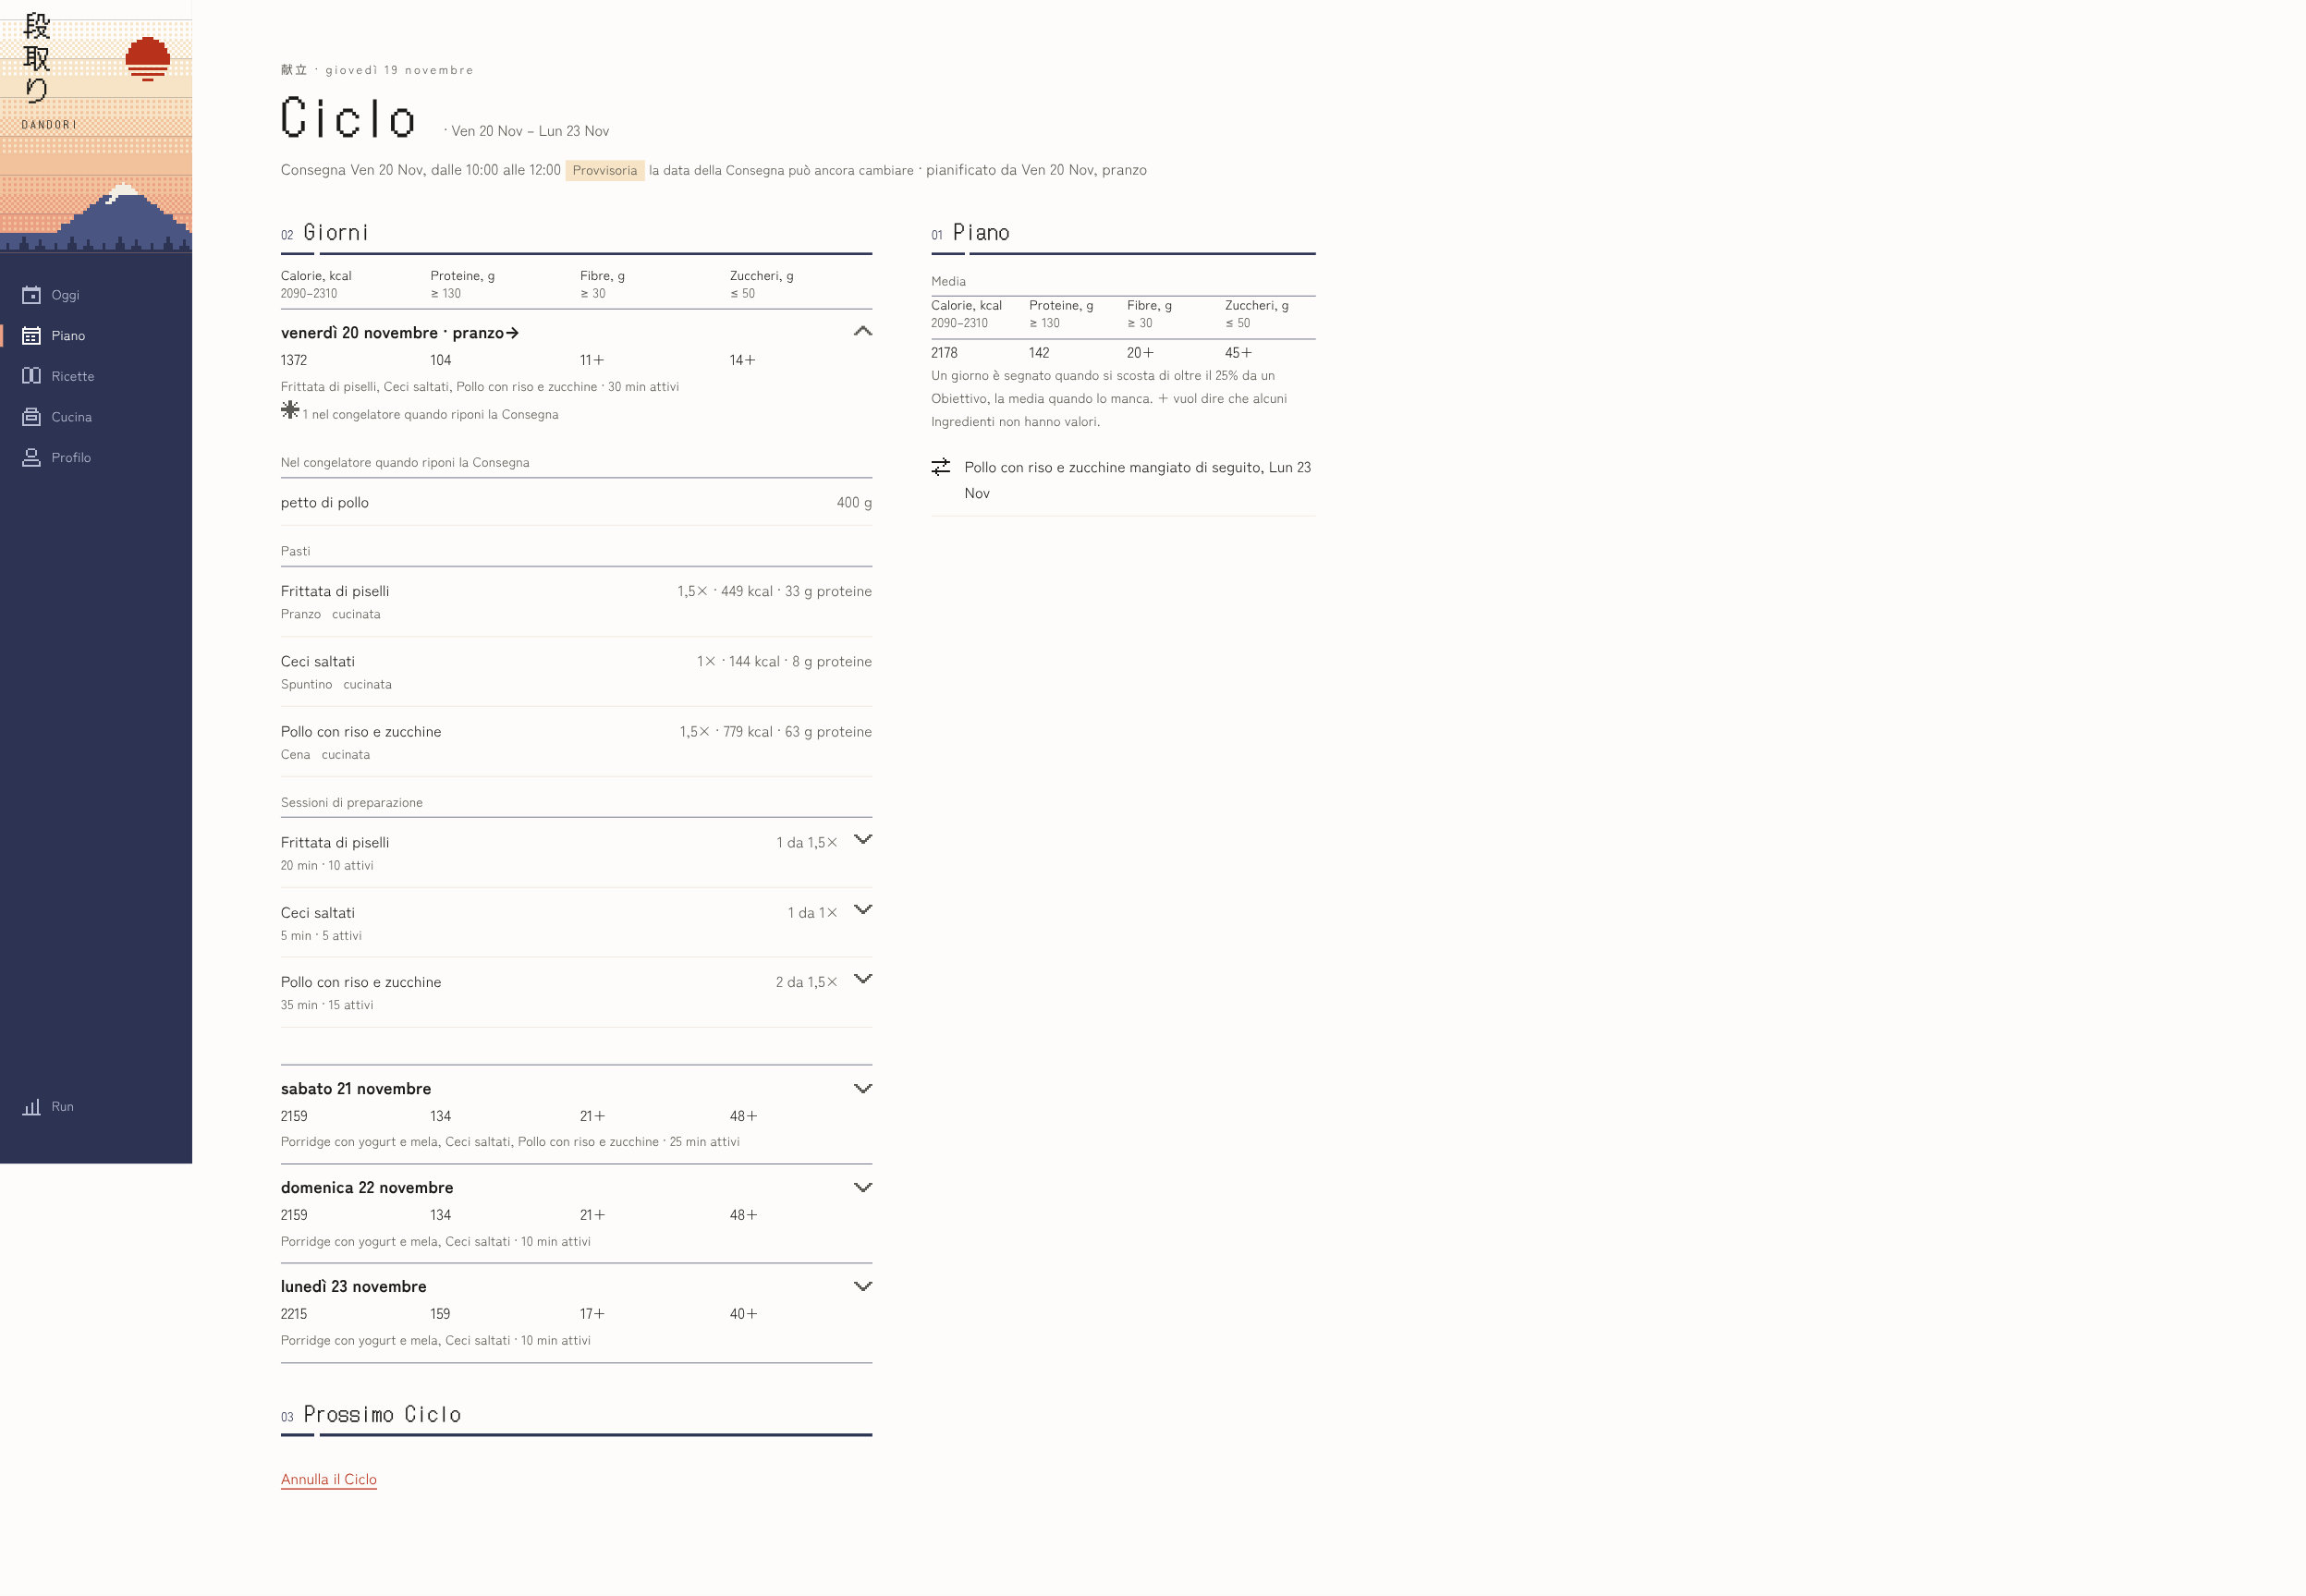 段取り
DANDORI
Oggi
Piano
Ricette
Cucina
Profilo
Run
献立 · giovedì 19 novembre
Ciclo · Ven 20 Nov – Lun 23 Nov
Consegna Ven 20 Nov, dalle 10:00 alle 12:00 Provvisoria la data della Consegna può ancora cambiare · pianificato da Ven 20 Nov, pranzo
02 Giorni
Calorie, kcal Proteine, g Fibre, g Zuccheri, g
2090–2310 ≥ 130 ≥ 30 ≤ 50
venerdì 20 novembre · pranzo→
1372 104 11+ 14+
Frittata di piselli, Ceci saltati, Pollo con riso e zucchine · 30 min attivi
1 nel congelatore quando riponi la Consegna
Nel congelatore quando riponi la Consegna
petto di pollo 400 g
Pasti
Frittata di piselli 1,5× · 449 kcal · 33 g proteine
Pranzo cucinata
Ceci saltati 1× · 144 kcal · 8 g proteine
Spuntino cucinata
Pollo con riso e zucchine 1,5× · 779 kcal · 63 g proteine
Cena cucinata
Sessioni di preparazione
Frittata di piselli 1 da 1,5×
20 min · 10 attivi
Ceci saltati 1 da 1×
5 min · 5 attivi
Pollo con riso e zucchine 2 da 1,5×
35 min · 15 attivi
sabato 21 novembre
2159 134 21+ 48+
Porridge con yogurt e mela, Ceci saltati, Pollo con riso e zucchine · 25 min attivi
domenica 22 novembre
2159 134 21+ 48+
Porridge con yogurt e mela, Ceci saltati · 10 min attivi
lunedì 23 novembre
2215 159 17+ 40+
Porridge con yogurt e mela, Ceci saltati · 10 min attivi
03 Prossimo Ciclo
Annulla il Ciclo
01 Piano
Media
Calorie, kcal Proteine, g Fibre, g Zuccheri, g
2090–2310 ≥ 130 ≥ 30 ≤ 50
2178 142 20+ 45+
Un giorno è segnato quando si scosta di oltre il 25% da un
Obiettivo, la media quando lo manca. + vuol dire che alcuni
Ingredienti non hanno valori.
Pollo con riso e zucchine mangiato di seguito, Lun 23
Nov